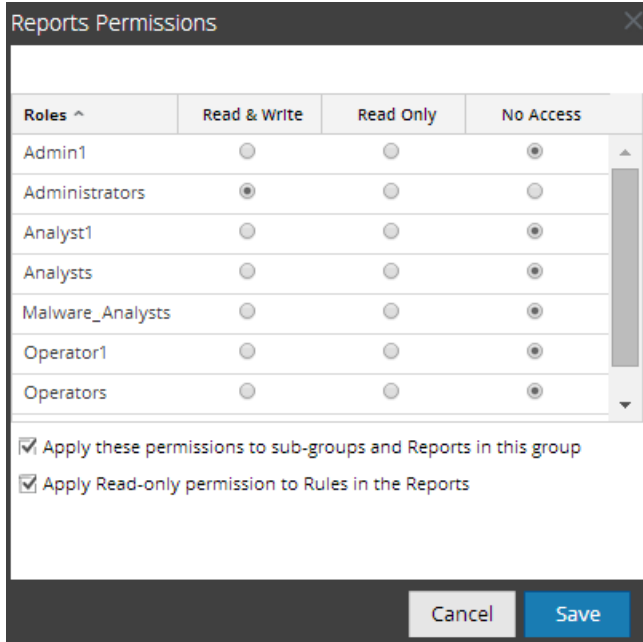 Reports Permissions
Roles Read & Write Read Only No Access
Admin1
Administrators
Analyst1
Analysts
Malware_Analysts
Operator1
Operators
Apply these permissions to sub-groups and Reports in this group
Apply Read-only permission to Rules in the Reports
Cancel Save